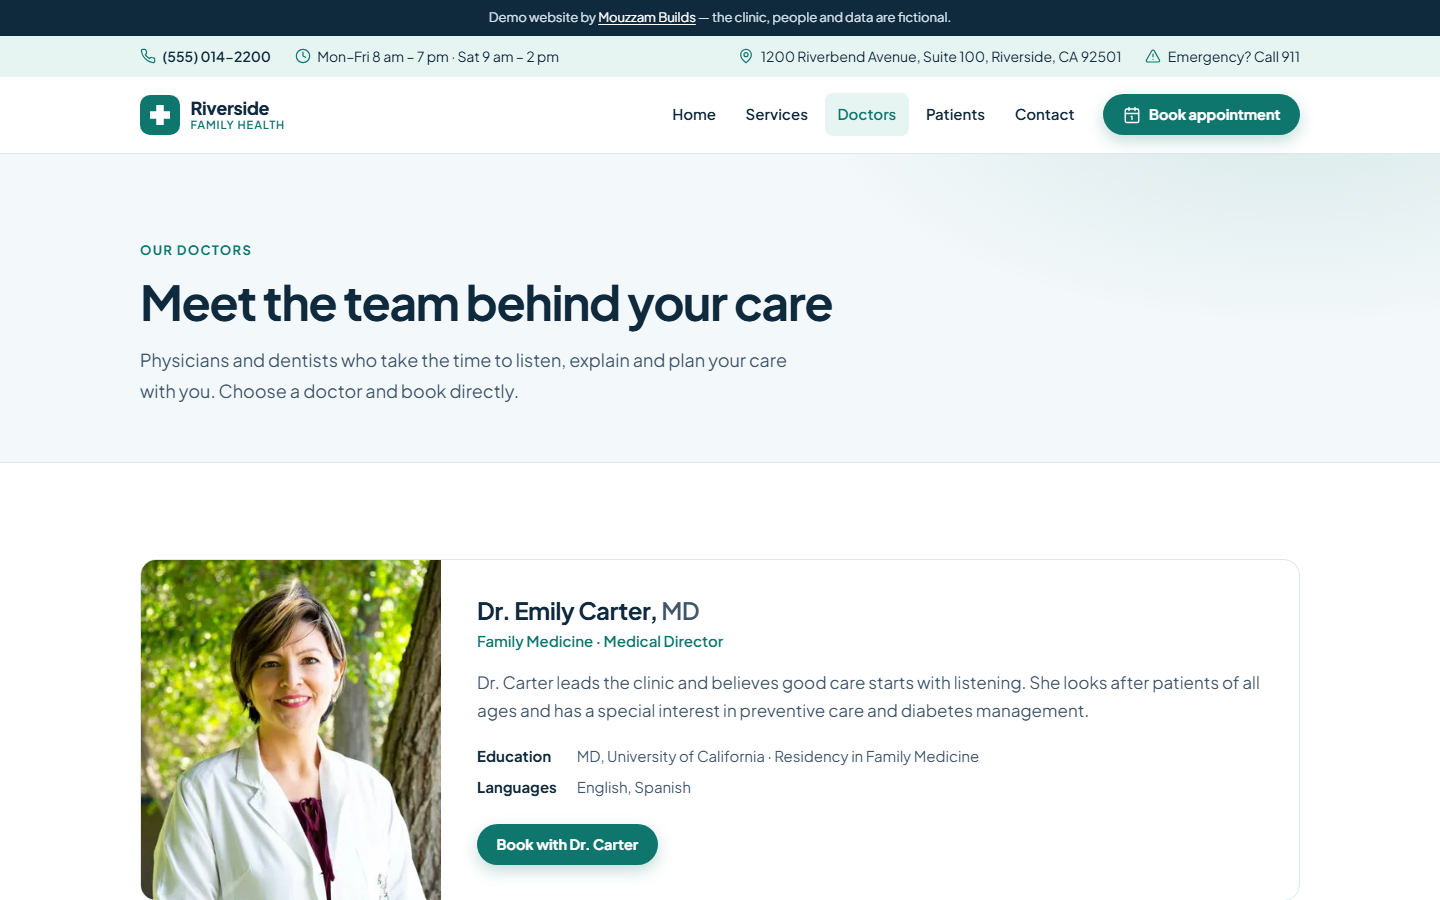 Demo website by Mouzzam Builds — the clinic, people and data are fictional.
(555) 014-2200
Mon–Fri 8 am – 7 pm · Sat 9 am – 2 pm
1200 Riverbend Avenue, Suite 100, Riverside, CA 92501
Emergency? Call 911
Riverside
FAMILY HEALTH
Home
Services
Doctors
Patients
Contact
Book appointment
OUR DOCTORS
Meet the team behind your care
Physicians and dentists who take the time to listen, explain and plan your care
with you. Choose a doctor and book directly.
Dr. Emily Carter, MD
Family Medicine · Medical Director
Dr. Carter leads the clinic and believes good care starts with listening. She looks after patients of all
ages and has a special interest in preventive care and diabetes management.
Education MD, University of California · Residency in Family Medicine
Languages English, Spanish
Book with Dr. Carter